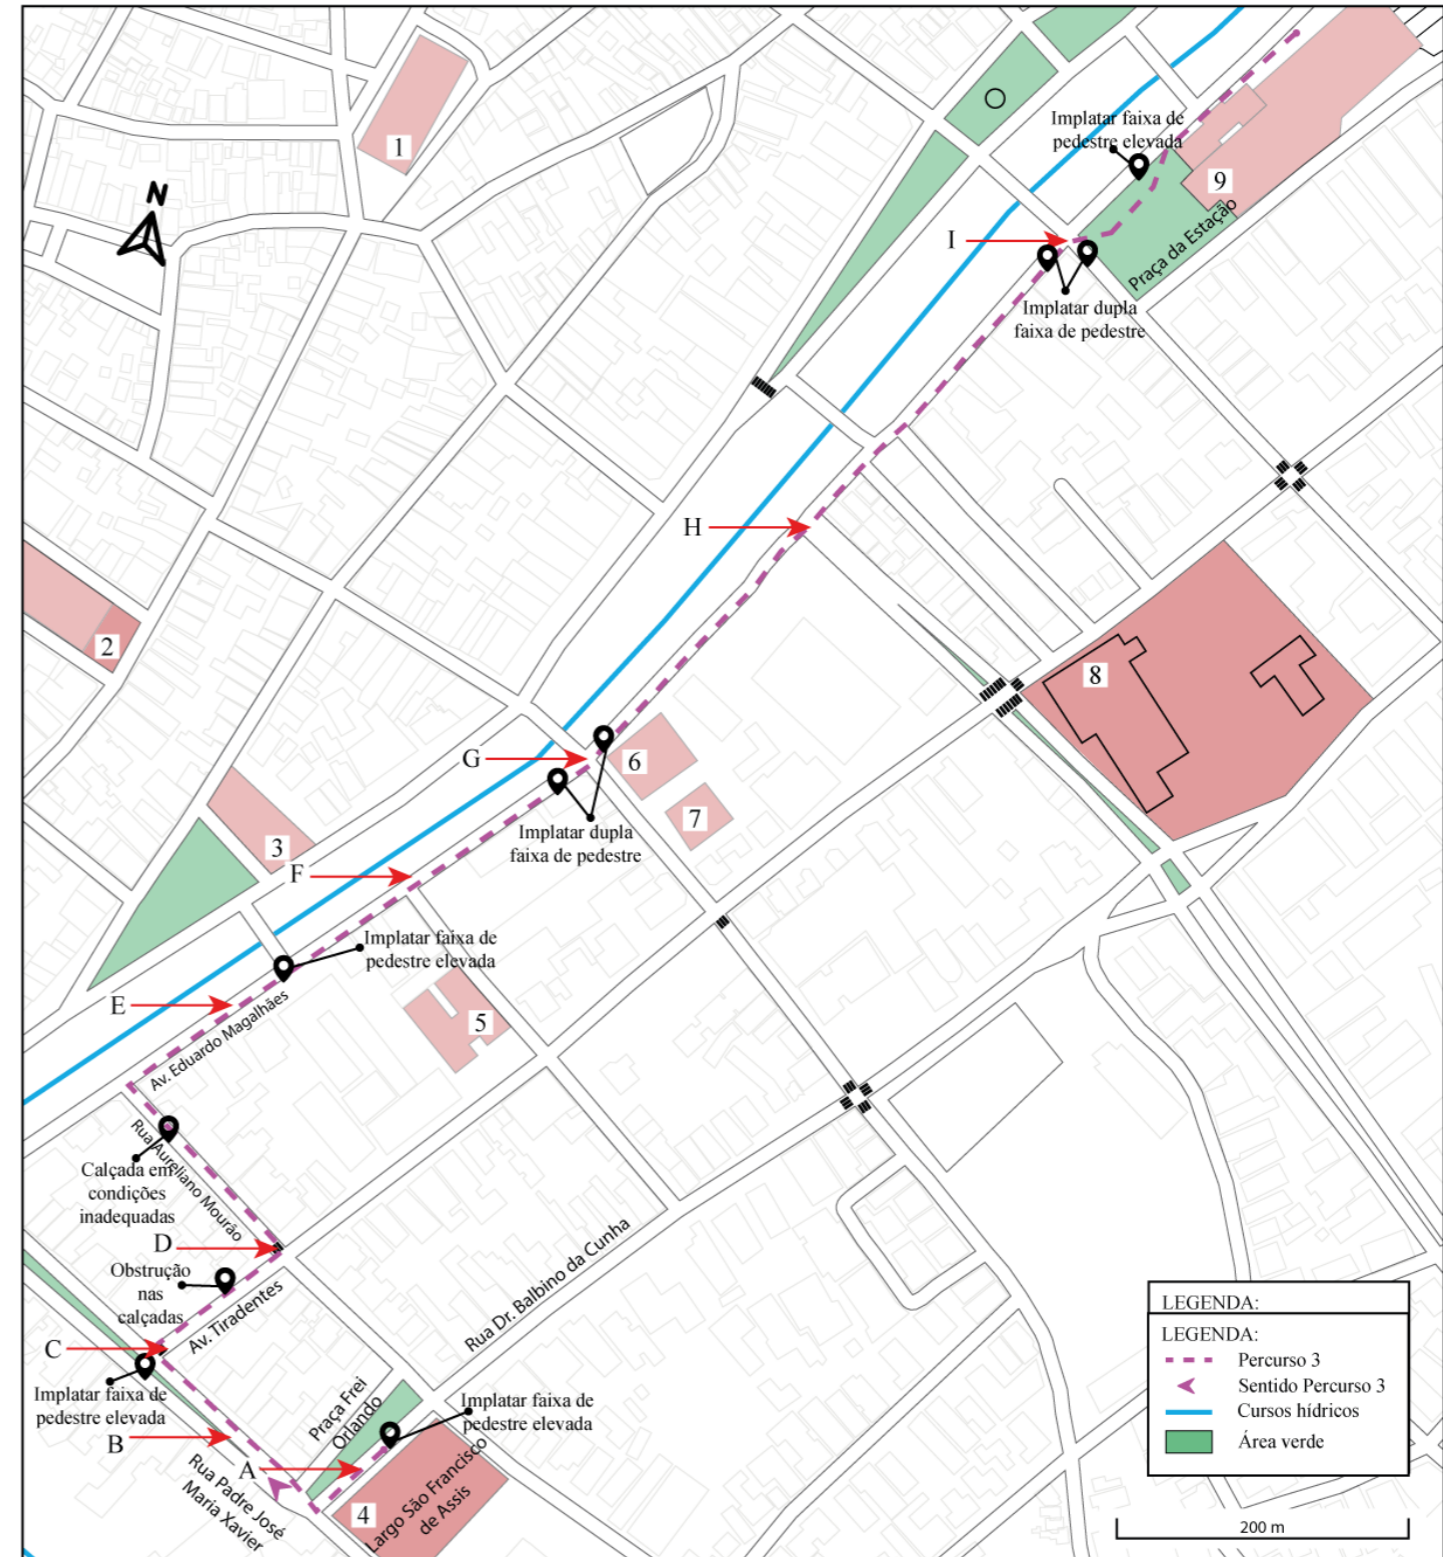 1
N
Implatar faixa de
pedestre elevada
9
I
Praça da Estação
Implatar dupla
faixa de pedestre
H
2
8
G
6
7
Implatar dupla
faixa de pedestre
3
F
Implatar faixa de
pedestre elevada
E
Av. Eduardo Magalhães
5
Rua Aureliano Mourão
Calçada em
condições
inadequadas
D
Obstrução
nas
calçadas
Av. Tiradentes
Rua Dr. Balbino da Cunha
C
Implatar faixa de
pedestre elevada
B
Praça Frei
Orlando
Implatar faixa de
pedestre elevada
A
Rua Padre José
Maria Xavier
4
Largo São Francisco
de Assis
LEGENDA:
LEGENDA:
Percurso 3
Sentido Percurso 3
Cursos hídricos
Área verde
200 m